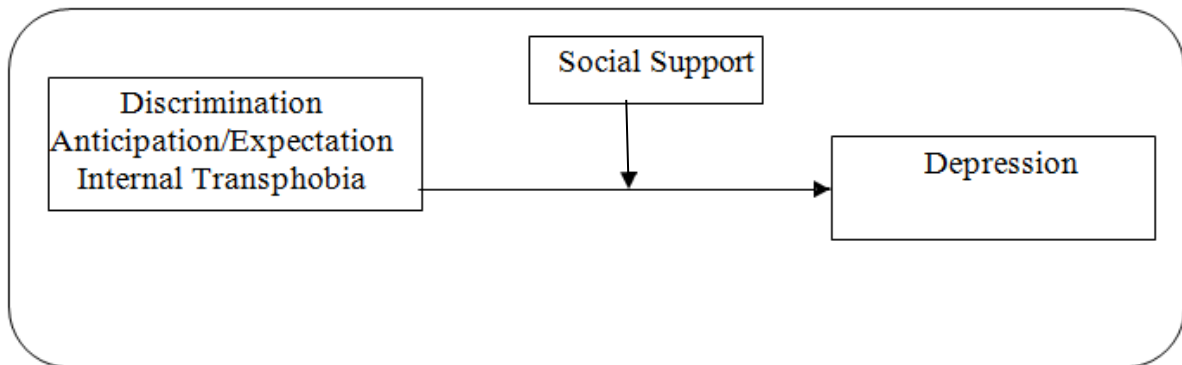 Social Support
Discrimination
Anticipation/Expectation
Internal Transphobia
Depression